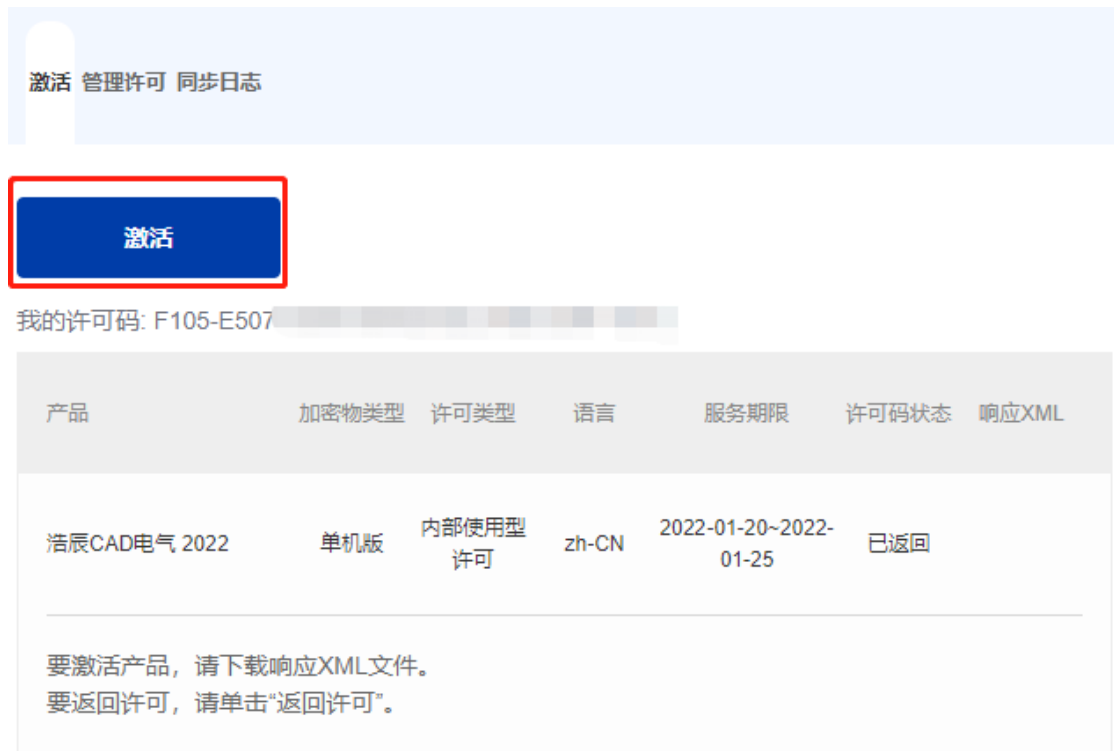 激活 管理许可 同步日志
激活
我的许可码: F105-E507
产品 加密物类型 许可类型 语言 服务期限 许可码状态 响应XML
浩辰CAD电气 2022 单机版 内部使用型许可 zh-CN 2022-01-20~2022-01-25 已返回
要激活产品，请下载响应XML文件。
要返回许可，请单击“返回许可”。